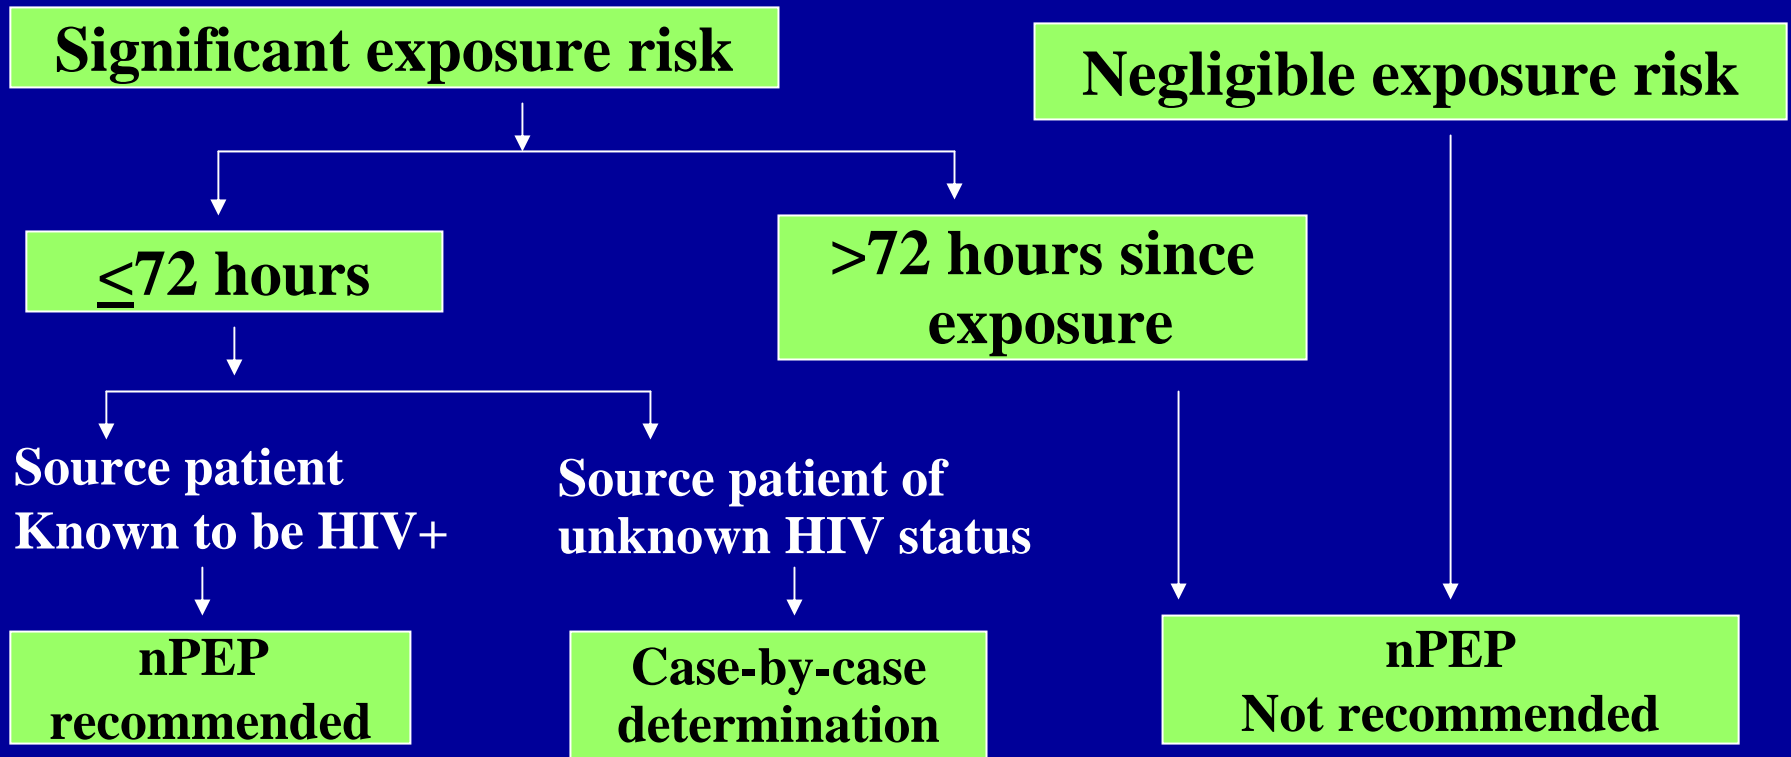 Significant exposure risk
Negligible exposure risk
≤72 hours
>72 hours since
exposure
Source patient
Known to be HIV+
Source patient of
unknown HIV status
nPEP
recommended
Case-by-case
determination
nPEP
Not recommended